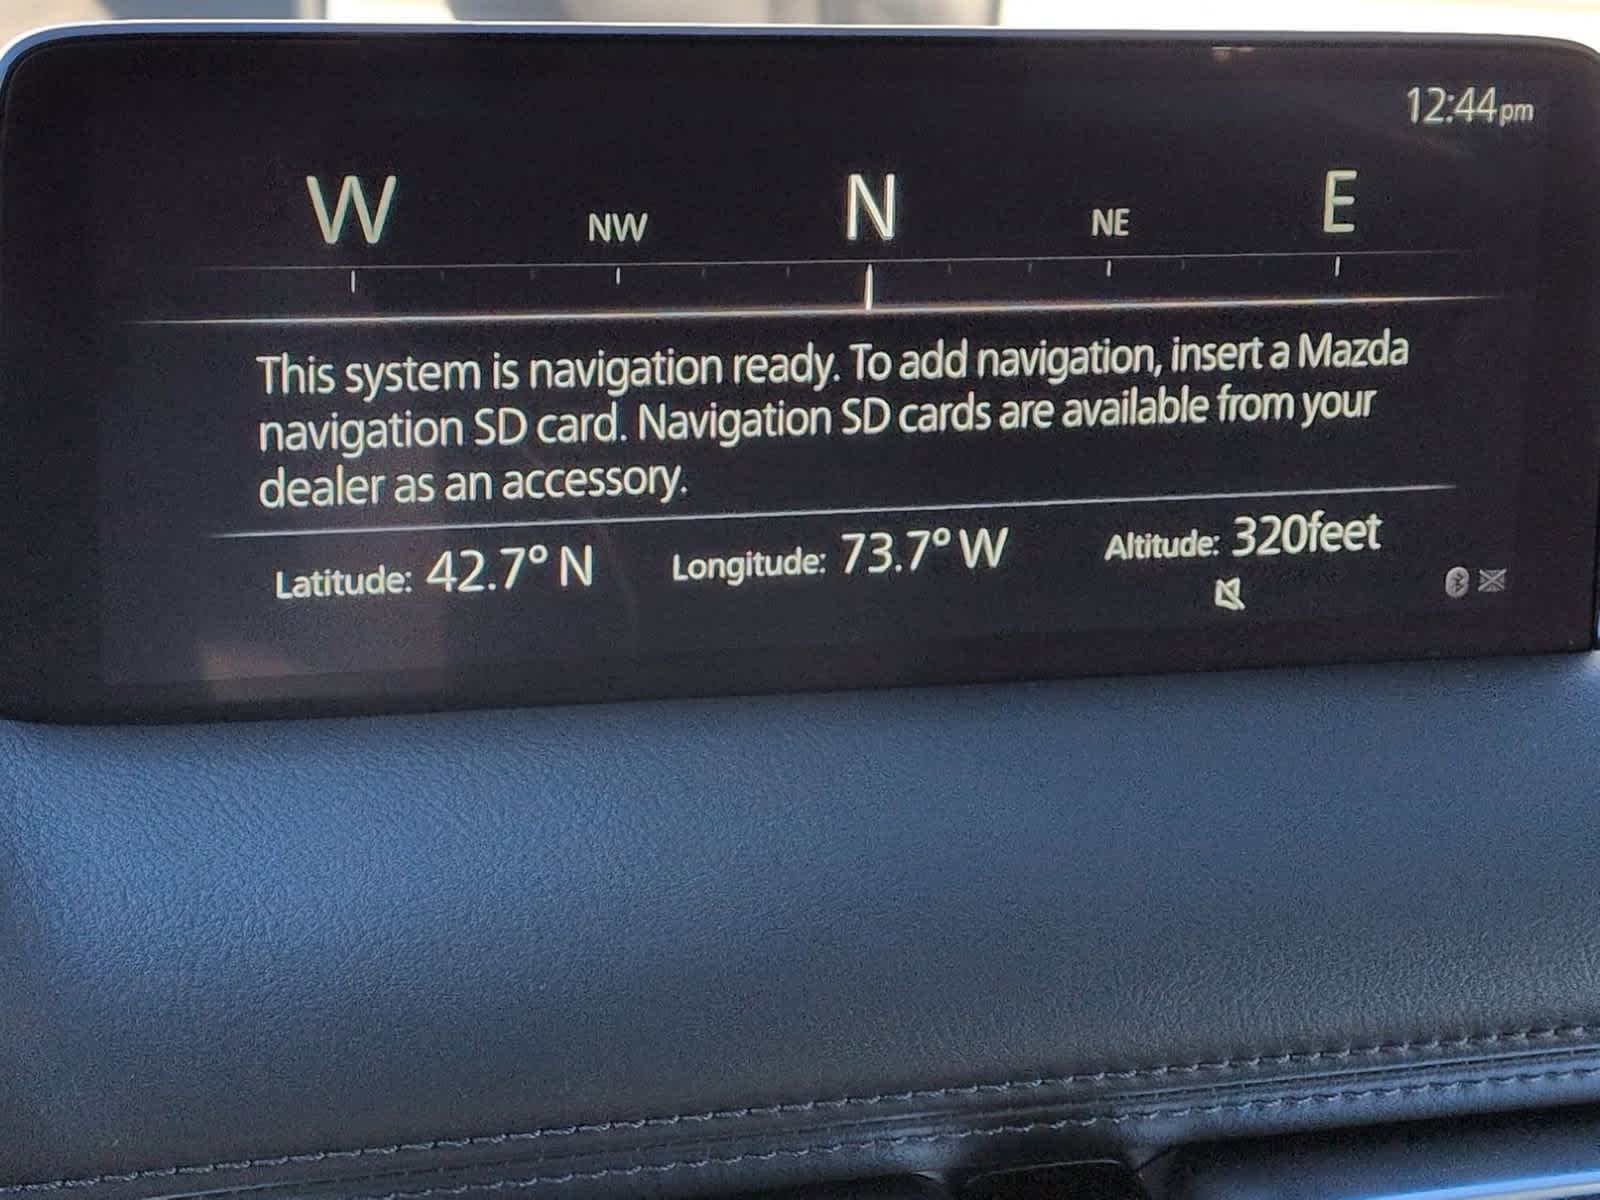 12:44pm
W NW N NE E
This system is navigation ready. To add navigation, insert a Mazda
navigation SD card. Navigation SD cards are available from your
dealer as an accessory.
Latitude: 42.7° N Longitude: 73.7° W Altitude: 320feet